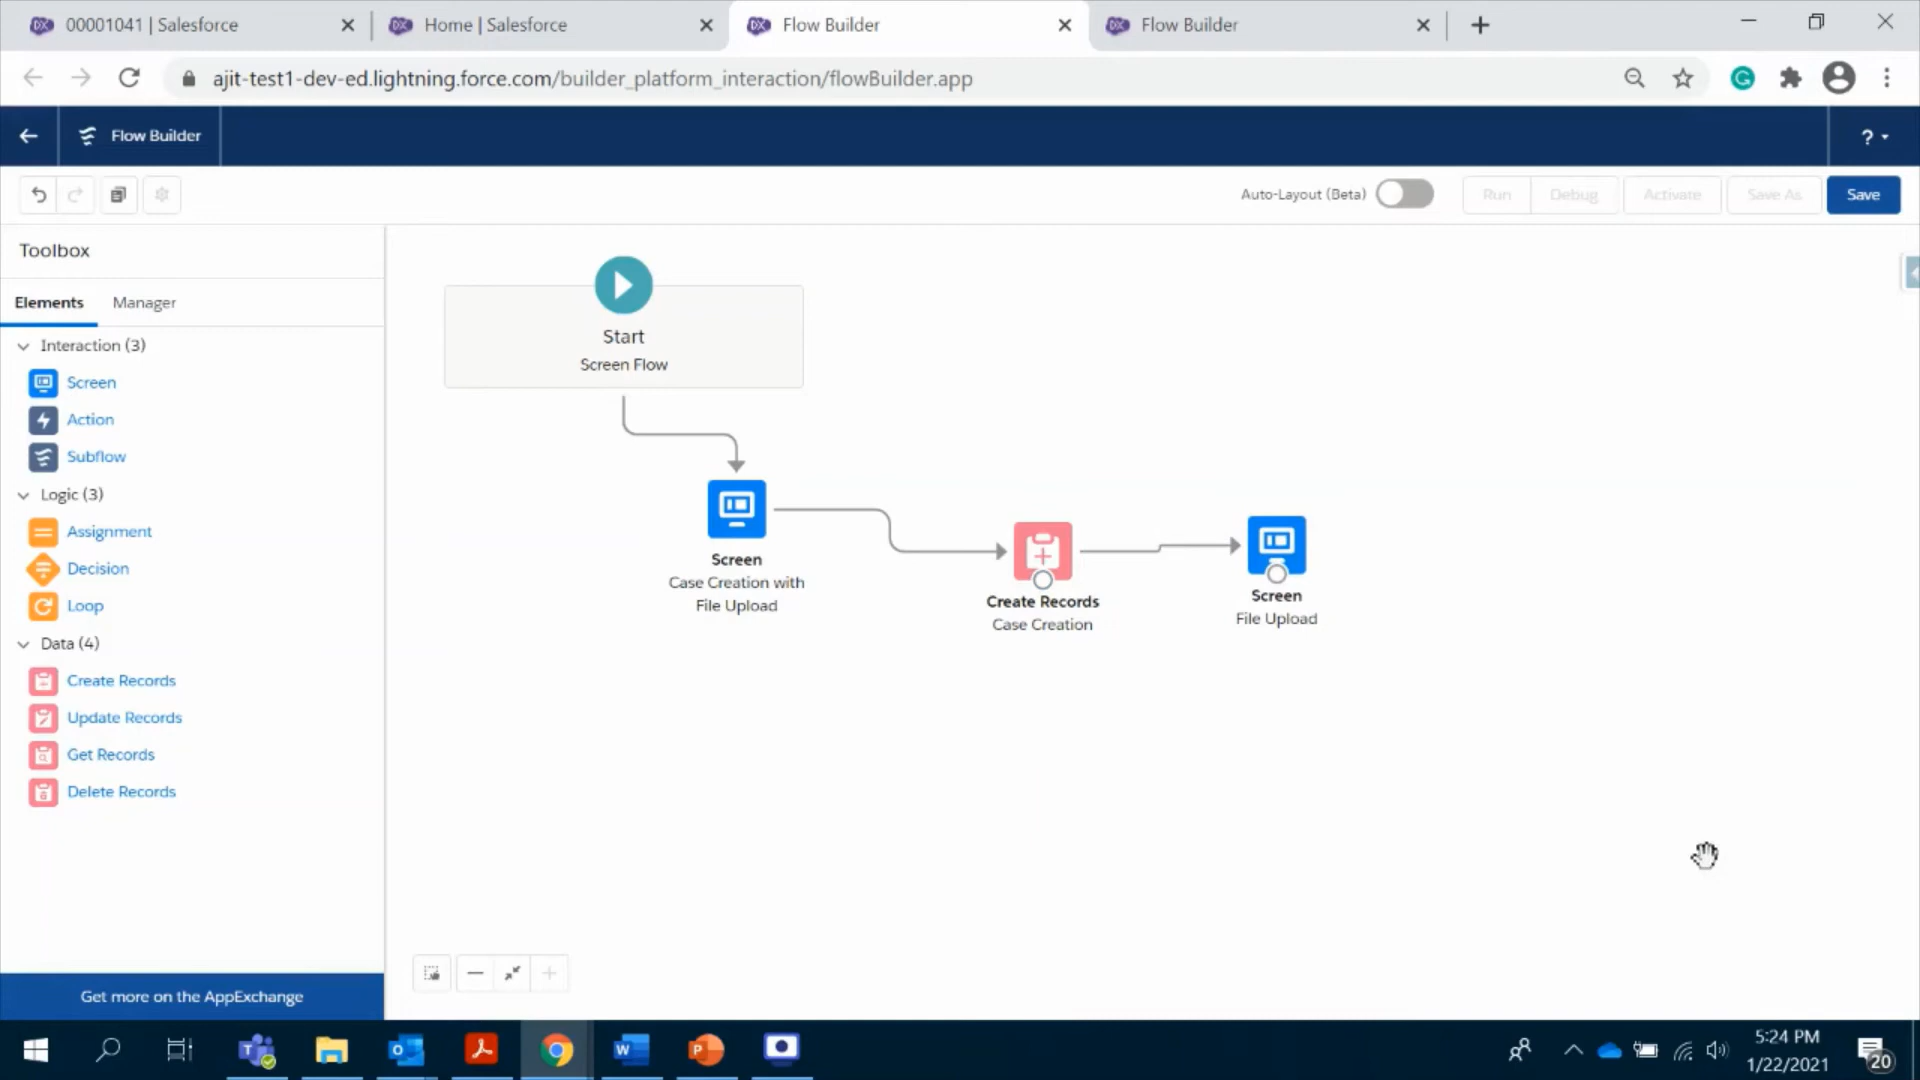 00001041 | Salesforce
Home | Salesforce
Flow Builder
Flow Builder
ajit-test1-dev-ed.lightning.force.com/builder_platform_interaction/flowBuilder.app
Flow Builder
?
Auto-Layout (Beta)
Run
Debug
Activate
Save As
Save
Toolbox
Elements
Manager
Interaction (3)
Screen
Action
Subflow
Logic (3)
Assignment
Decision
Loop
Data (4)
Create Records
Update Records
Get Records
Delete Records
Get more on the AppExchange
Start
Screen Flow
Screen
Case Creation with
File Upload
Create Records
Case Creation
Screen
File Upload
5:24 PM
1/22/2021
20